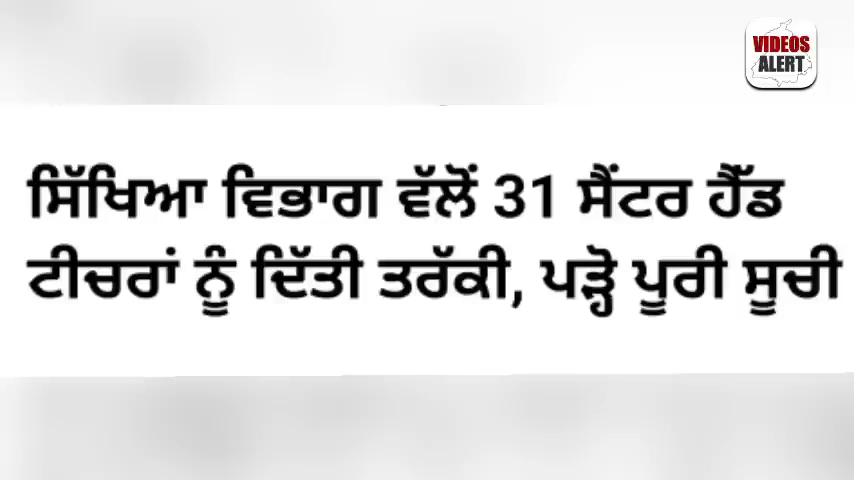 VIDEOS
ALERT
ਸਿੱਖਿਆ ਵਿਭਾਗ ਵੱਲੋਂ 31 ਸੈਂਟਰ ਹੈੱਡ
ਟੀਚਰਾਂ ਨੂੰ ਦਿੱਤੀ ਤਰੱਕੀ, ਪੜ੍ਹੋ ਪੂਰੀ ਸੂਚੀ